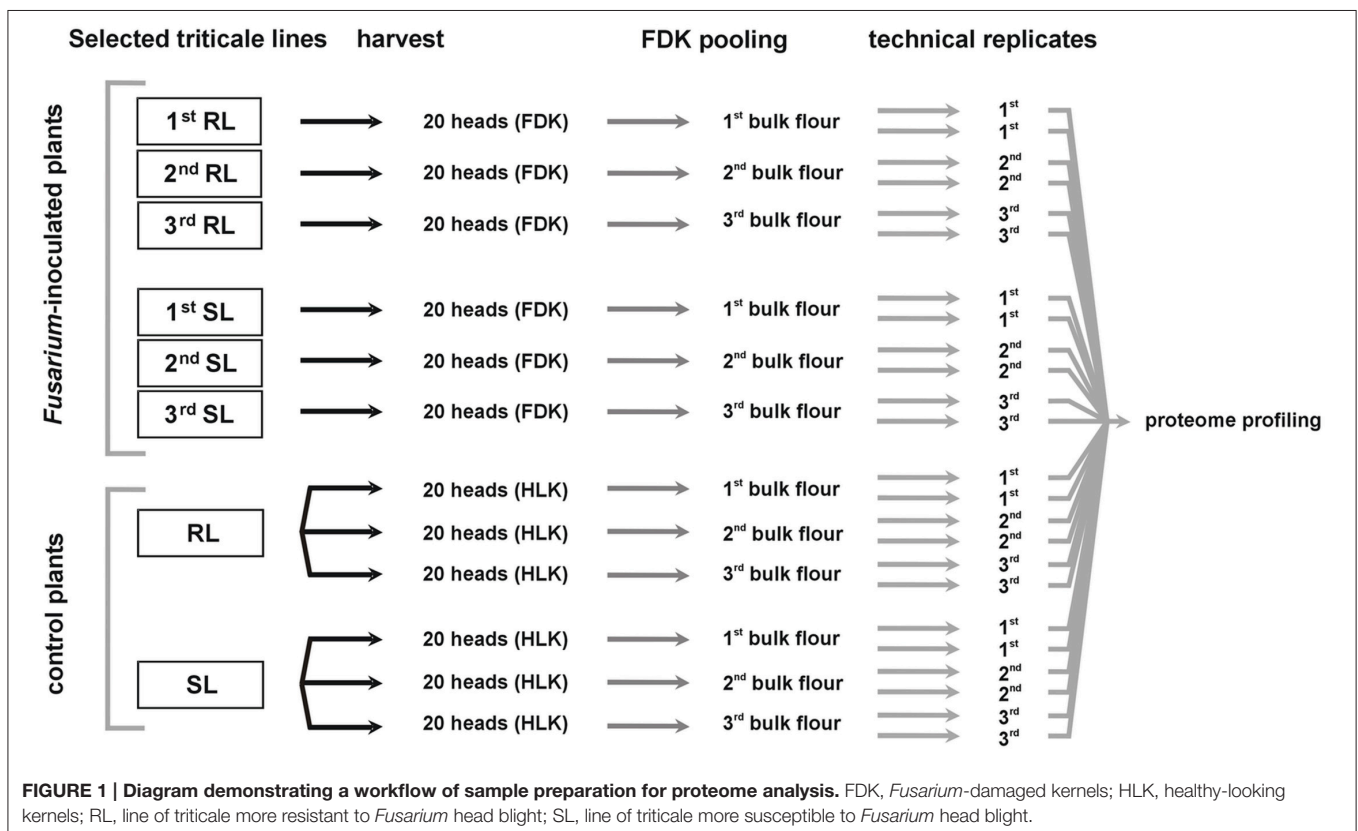 Selected triticale lines harvest FDK pooling technical replicates
Fusarium-inoculated plants
1st RL 20 heads (FDK) 1st bulk flour 1st
1st
2nd RL 20 heads (FDK) 2nd bulk flour 2nd
2nd
3rd RL 20 heads (FDK) 3rd bulk flour 3rd
3rd
1st SL 20 heads (FDK) 1st bulk flour 1st
1st
2nd SL 20 heads (FDK) 2nd bulk flour 2nd
2nd
3rd SL 20 heads (FDK) 3rd bulk flour 3rd
3rd
proteome profiling
control plants
RL
20 heads (HLK) 1st bulk flour 1st
1st
20 heads (HLK) 2nd bulk flour 2nd
2nd
20 heads (HLK) 3rd bulk flour 3rd
3rd
SL
20 heads (HLK) 1st bulk flour 1st
1st
20 heads (HLK) 2nd bulk flour 2nd
2nd
20 heads (HLK) 3rd bulk flour 3rd
3rd
FIGURE 1 | Diagram demonstrating a workflow of sample preparation for proteome analysis. FDK, Fusarium-damaged kernels; HLK, healthy-looking
kernels; RL, line of triticale more resistant to Fusarium head blight; SL, line of triticale more susceptible to Fusarium head blight.